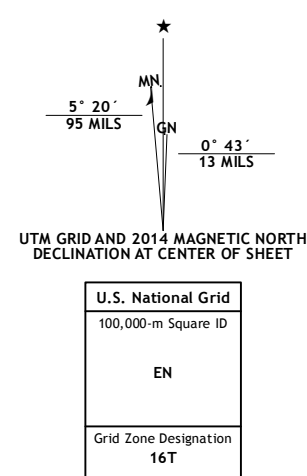 ★
MN.
GN
5° 20´
95 MILS
0° 43´
13 MILS
UTM GRID AND 2014 MAGNETIC NORTH
DECLINATION AT CENTER OF SHEET
U.S. National Grid
100,000-m Square ID
EN
Grid Zone Designation
16T